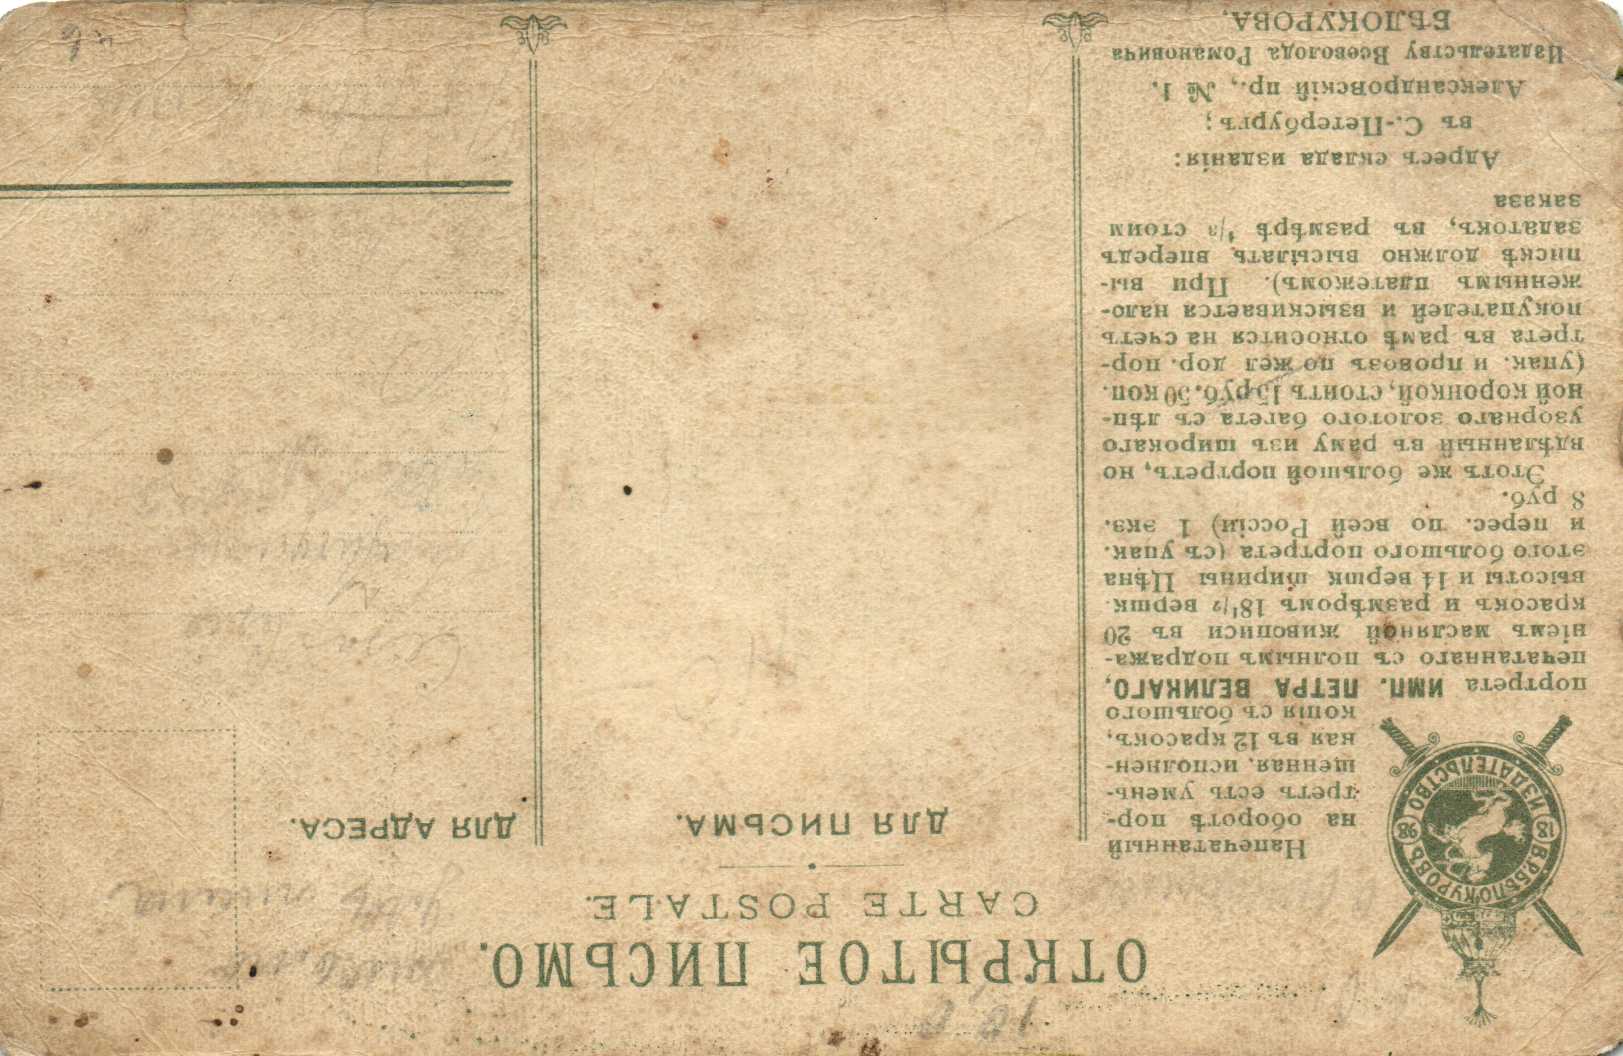 ОТКРЫТОЕ ПИСЬМО.
CARTE POSTALE.
В.Р.БѢЛОКУРОВЪ ИЗДАТЕЛЬСТВО
18 98
Напечатанный
на оборотѣ пор-
третъ есть умень-
щенная, исполнен-
ная въ 12 красокъ,
копія съ большого
портрета ИМП. ПЕТРА ВЕЛИКАГО,
печатаннаго съ полнымъ подража-
ніемъ масляной живописи въ 20
красокъ и размѣромъ 18¹/₂ вершк.
высоты и 14 вершк ширины Цѣна
этого большого портрета (съ упак.
и перес. по всей Россіи) 1 экз.
8 руб.
Этотъ же большой портретъ, но
вдѣланный въ раму изъ широкаго
узорнаго золотого багета съ лѣп-
ной коронкой, стоитъ 15 руб. 50 коп.
(упак. и провозъ по жел дор. пор-
трета въ рамѣ относится на счетъ
покупателей и взыскивается нало-
женнымъ платежомъ). При вы-
пискѣ должно высылать впередъ
задатокъ, въ размѣрѣ ¹/₃ стоим
заказа
Адресъ склада изданія:
въ С.-Петербургъ;
Александровскій пр., № 1.
Издательству Всеволода Романовича
БѢЛОКУРОВА.
ДЛЯ ПИСЬМА.
ДЛЯ АДРЕСА.